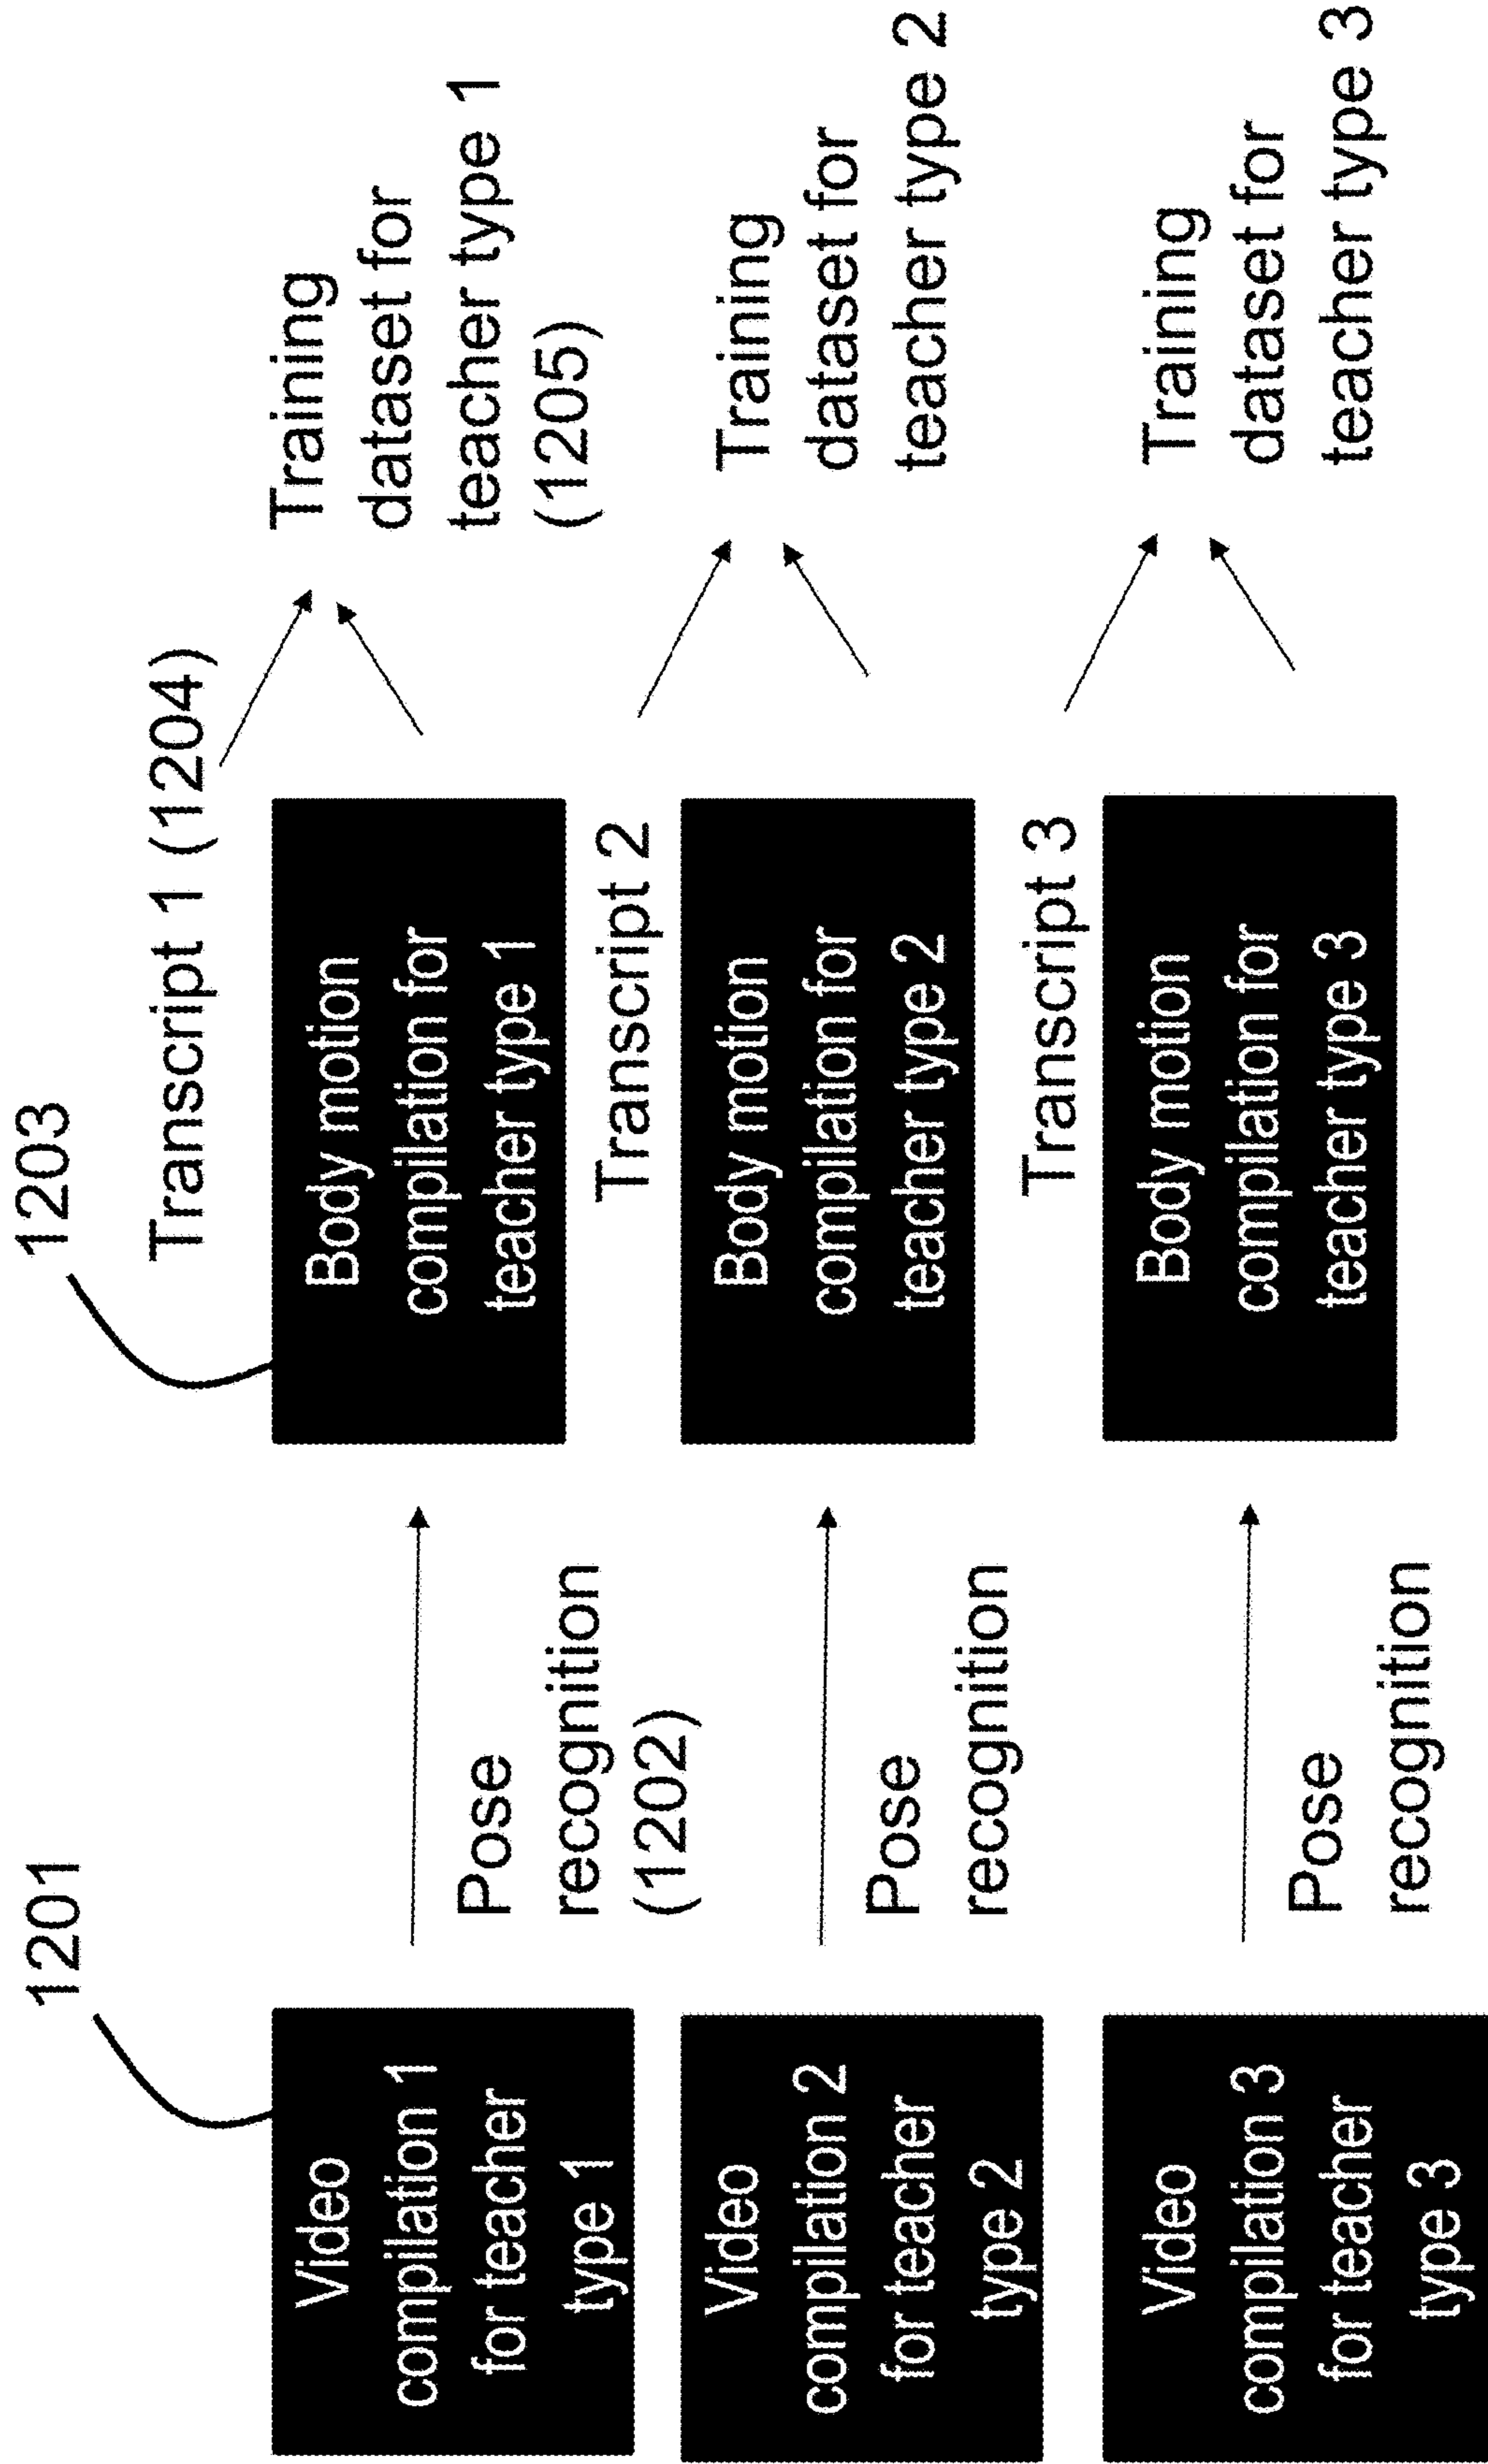 1201
Video
compilation 1
for teacher
type 1
Pose
recognition
(1202)
1203
Body motion
compilation for
teacher type 1
Transcript 1 (1204)
Training
dataset for
teacher type 1
(1205)
Video
compilation 2
for teacher
type 2
Pose
recognition
Transcript 2
Body motion
compilation for
teacher type 2
Training
dataset for
teacher type 2
Video
compilation 3
for teacher
type 3
Pose
recognition
Transcript 3
Body motion
compilation for
teacher type 3
Training
dataset for
teacher type 3